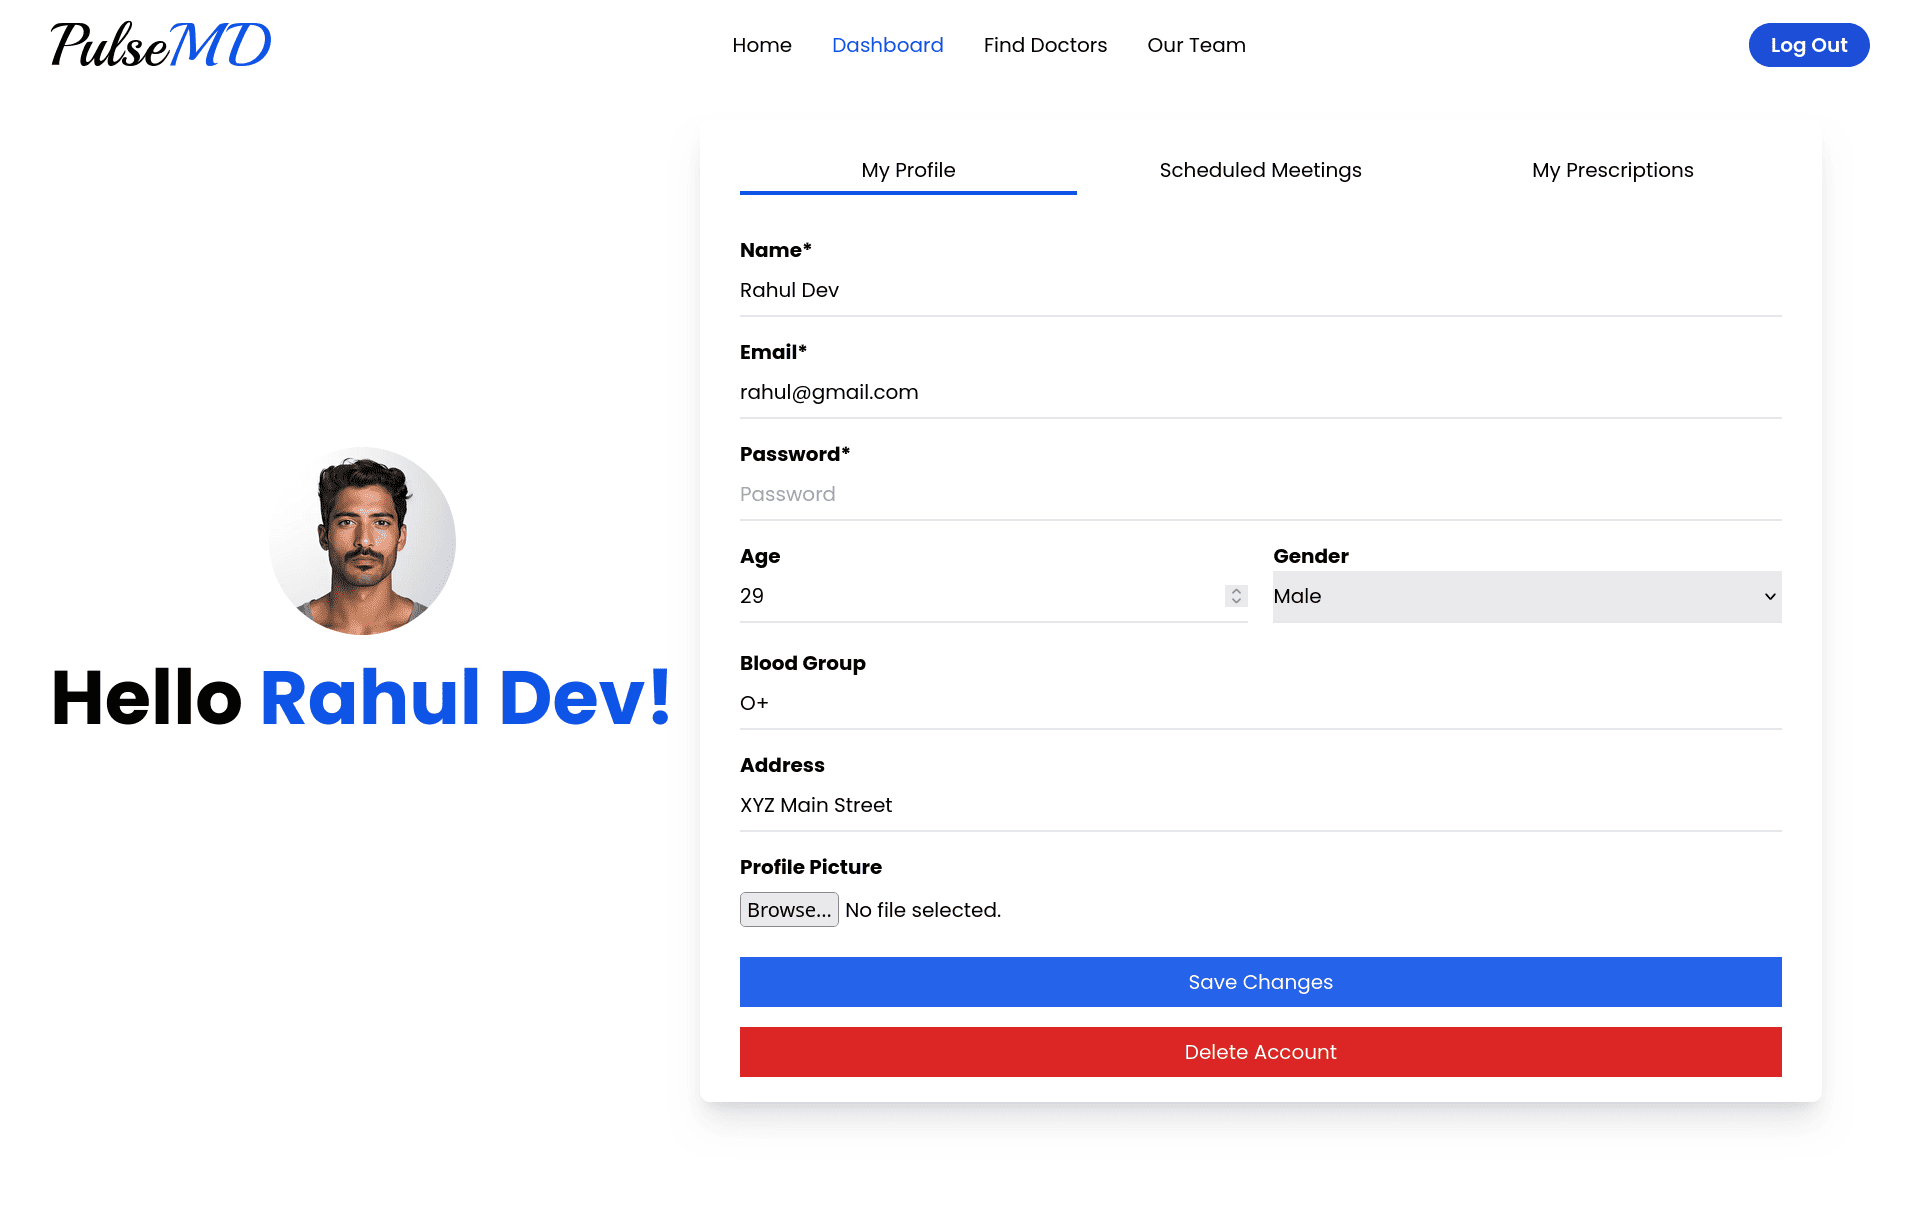 PulseMD
Home Dashboard Find Doctors Our Team
Log Out
My Profile Scheduled Meetings My Prescriptions
Name*
Rahul Dev
Email*
rahul@gmail.com
Password*
Password
Age Gender
29 Male
Blood Group
O+
Address
XYZ Main Street
Profile Picture
Browse... No file selected.
Save Changes
Delete Account
Hello Rahul Dev!